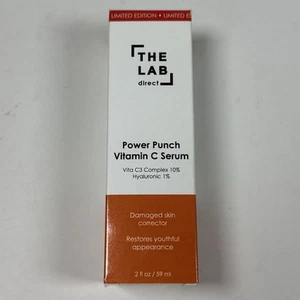 LIMITED EDITION • LIMITED E
THE
LAB
direct
Power Punch
Vitamin C Serum
Vita C3 Complex 10%
Hyaluronic 1%
Damaged skin
corrector
Restores youthful
appearance
2 fl oz / 59 ml